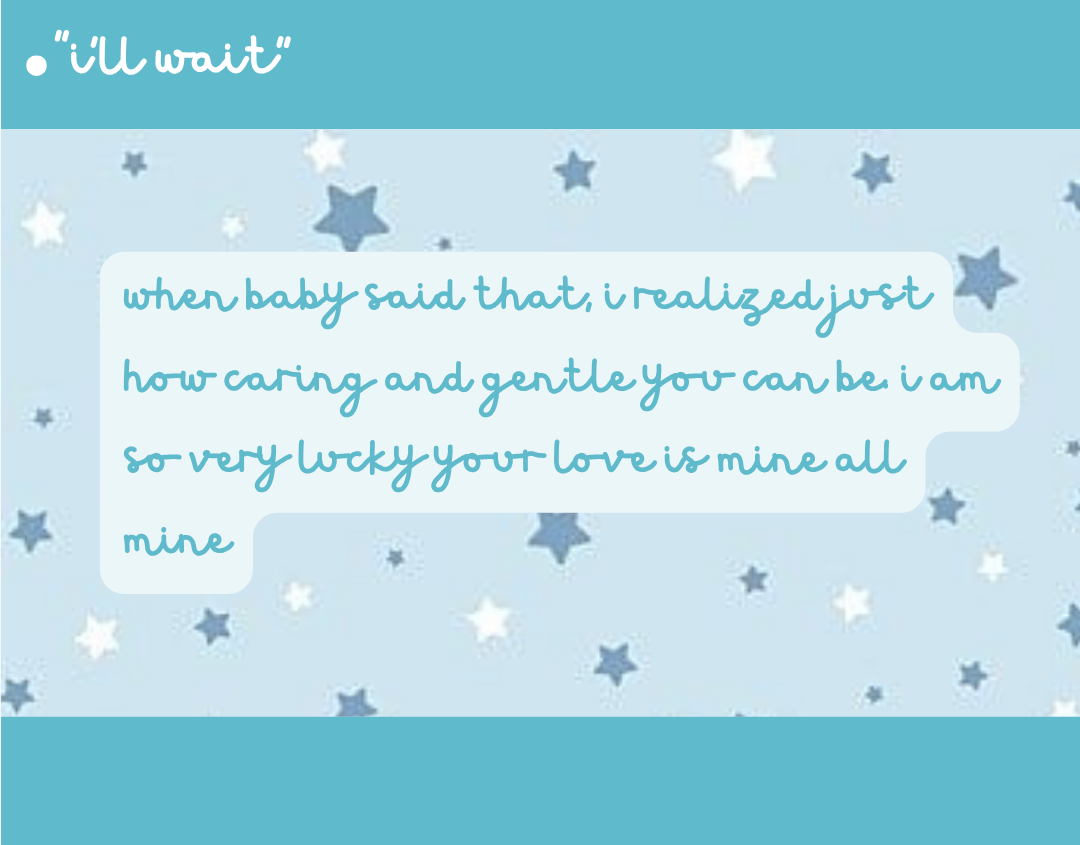 • "i'll wait"
when baby said that, i realized just
how caring and gentle you can be. i am
so very lucky your love is mine all
mine